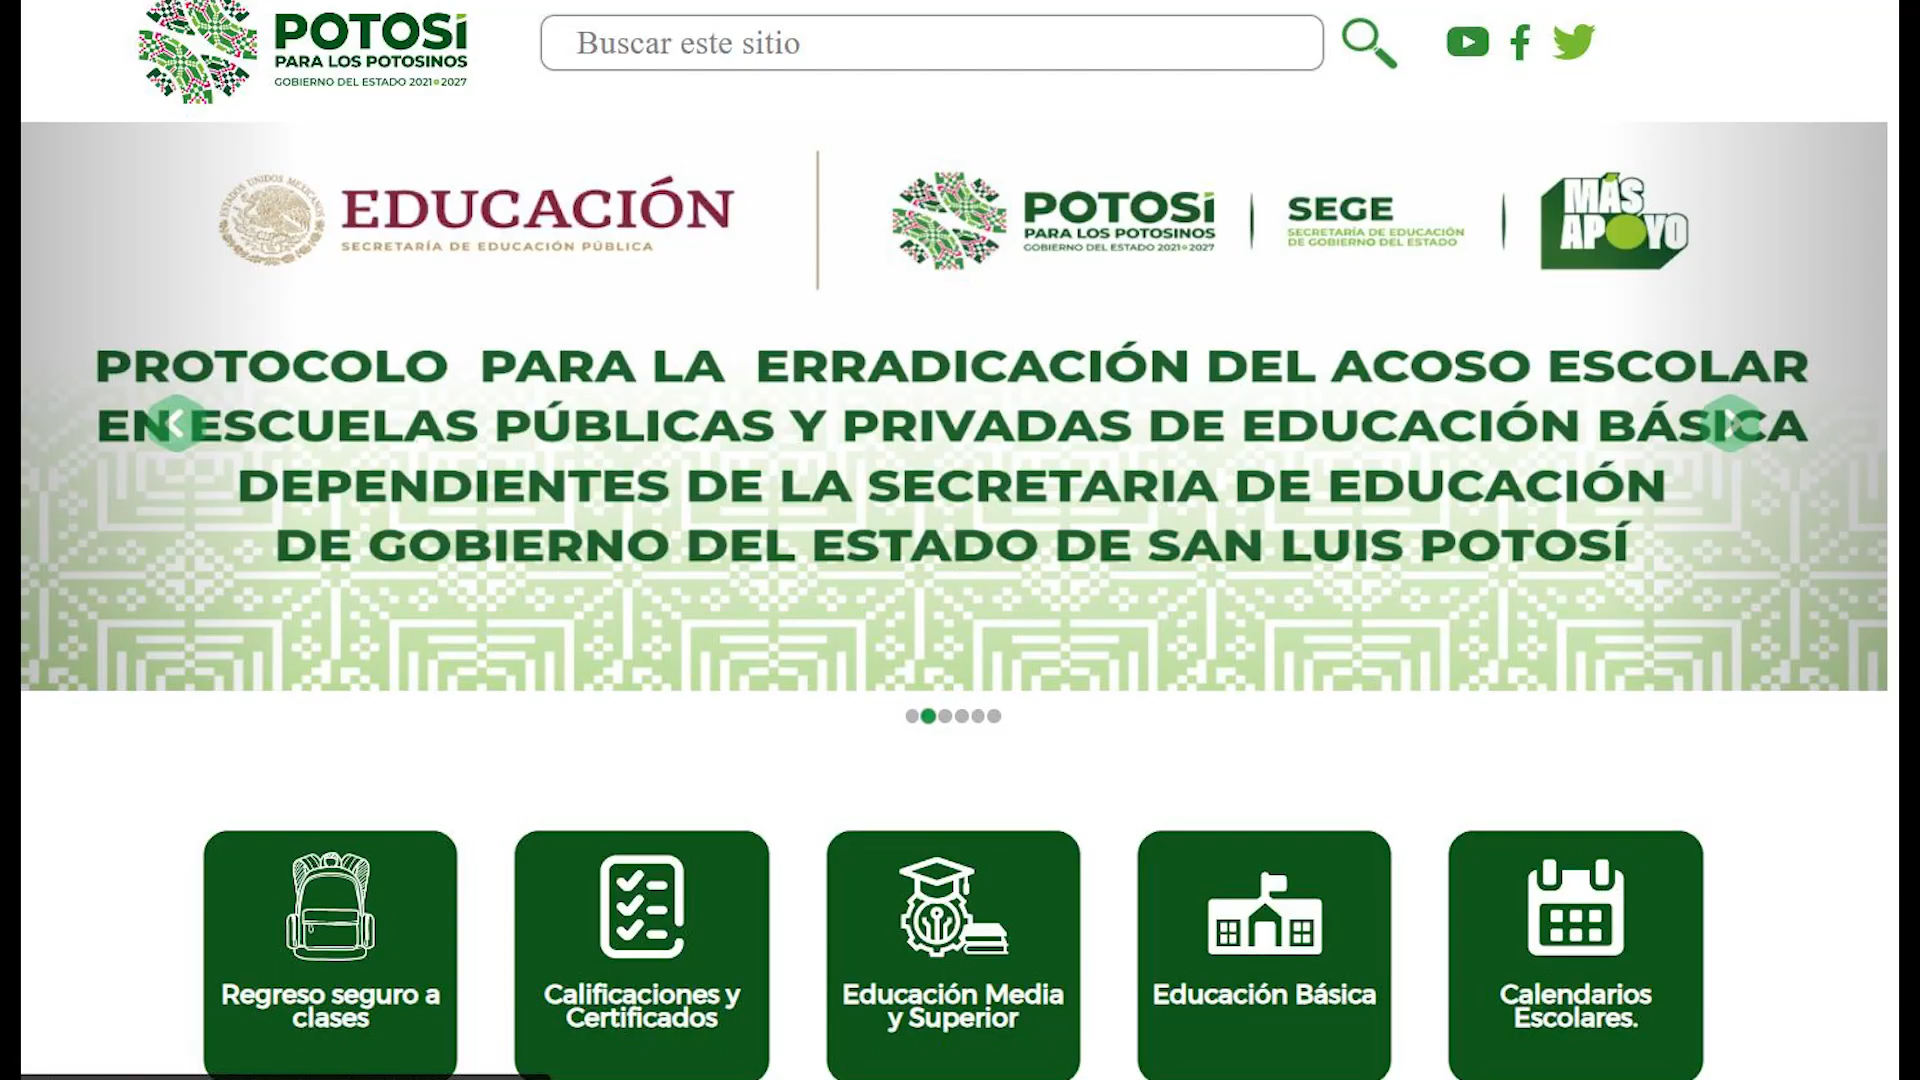 POTOSÍ
PARA LOS POTOSINOS
GOBIERNO DEL ESTADO 2021 2027
Buscar este sitio
ESTADOS UNIDOS MEXICANOS
EDUCACIÓN
SECRETARÍA DE EDUCACIÓN PÚBLICA
POTOSÍ
PARA LOS POTOSINOS
GOBIERNO DEL ESTADO 2021 2027
SEGE
SECRETARÍA DE EDUCACIÓN
DE GOBIERNO DEL ESTADO
MÁS
APOYO
PROTOCOLO PARA LA ERRADICACIÓN DEL ACOSO ESCOLAR
EN ESCUELAS PÚBLICAS Y PRIVADAS DE EDUCACIÓN BÁSICA
DEPENDIENTES DE LA SECRETARIA DE EDUCACIÓN
DE GOBIERNO DEL ESTADO DE SAN LUIS POTOSÍ
Regreso seguro a
clases
Calificaciones y
Certificados
Educación Media
y Superior
Educación Básica
Calendarios
Escolares.